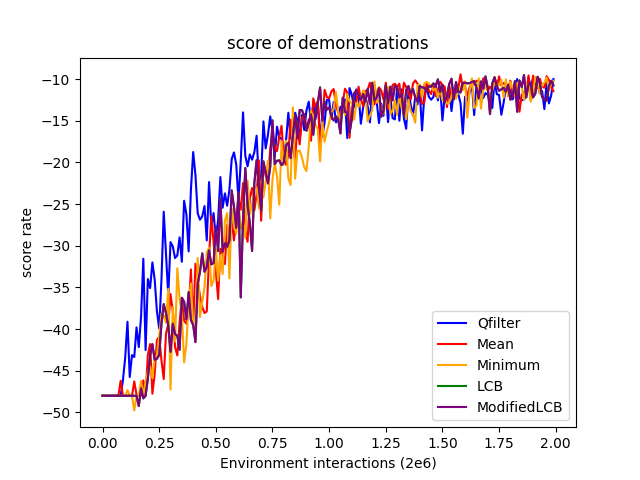 score of demonstrations
score rate
−10
−15
−20
−25
−30
−35
−40
−45
−50
0.00 0.25 0.50 0.75 1.00 1.25 1.50 1.75 2.00
Environment interactions (2e6)
Qfilter
Mean
Minimum
LCB
ModifiedLCB